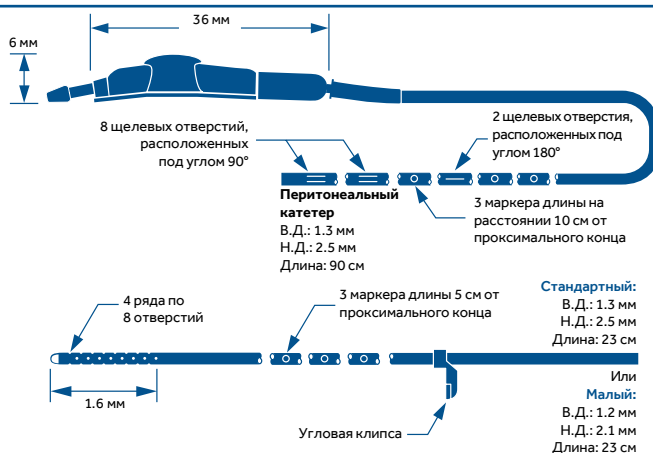 36 мм
6 мм
8 щелевых отверстий,
расположенных
под углом 90°
2 щелевых отверстия,
расположенных под
углом 180°
Перитонеальный
катетер
В.Д.: 1.3 мм
Н.Д.: 2.5 мм
Длина: 90 см
3 маркера длины на
расстоянии 10 см от
проксимального конца
4 ряда по
8 отверстий
3 маркера длины 5 см от
проксимального конца
Стандартный:
В.Д.: 1.3 мм
Н.Д.: 2.5 мм
Длина: 23 см
Или
Малый:
В.Д.: 1.2 мм
Н.Д.: 2.1 мм
Длина: 23 см
1.6 мм
Угловая клипса